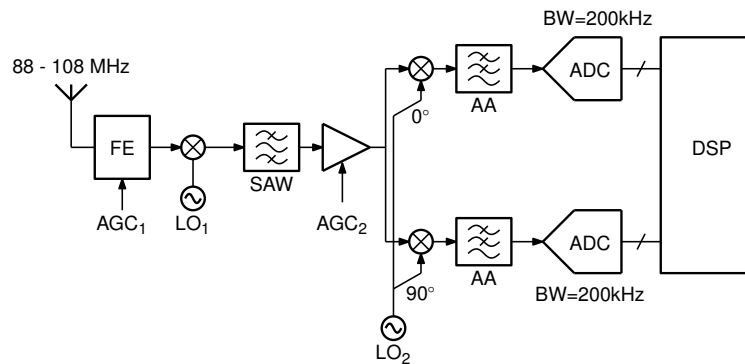 BW=200kHz
88 - 108 MHz
ADC
AA
0°
FE
DSP
SAW
AGC₁
LO₁
AGC₂
ADC
AA
90°
BW=200kHz
LO₂